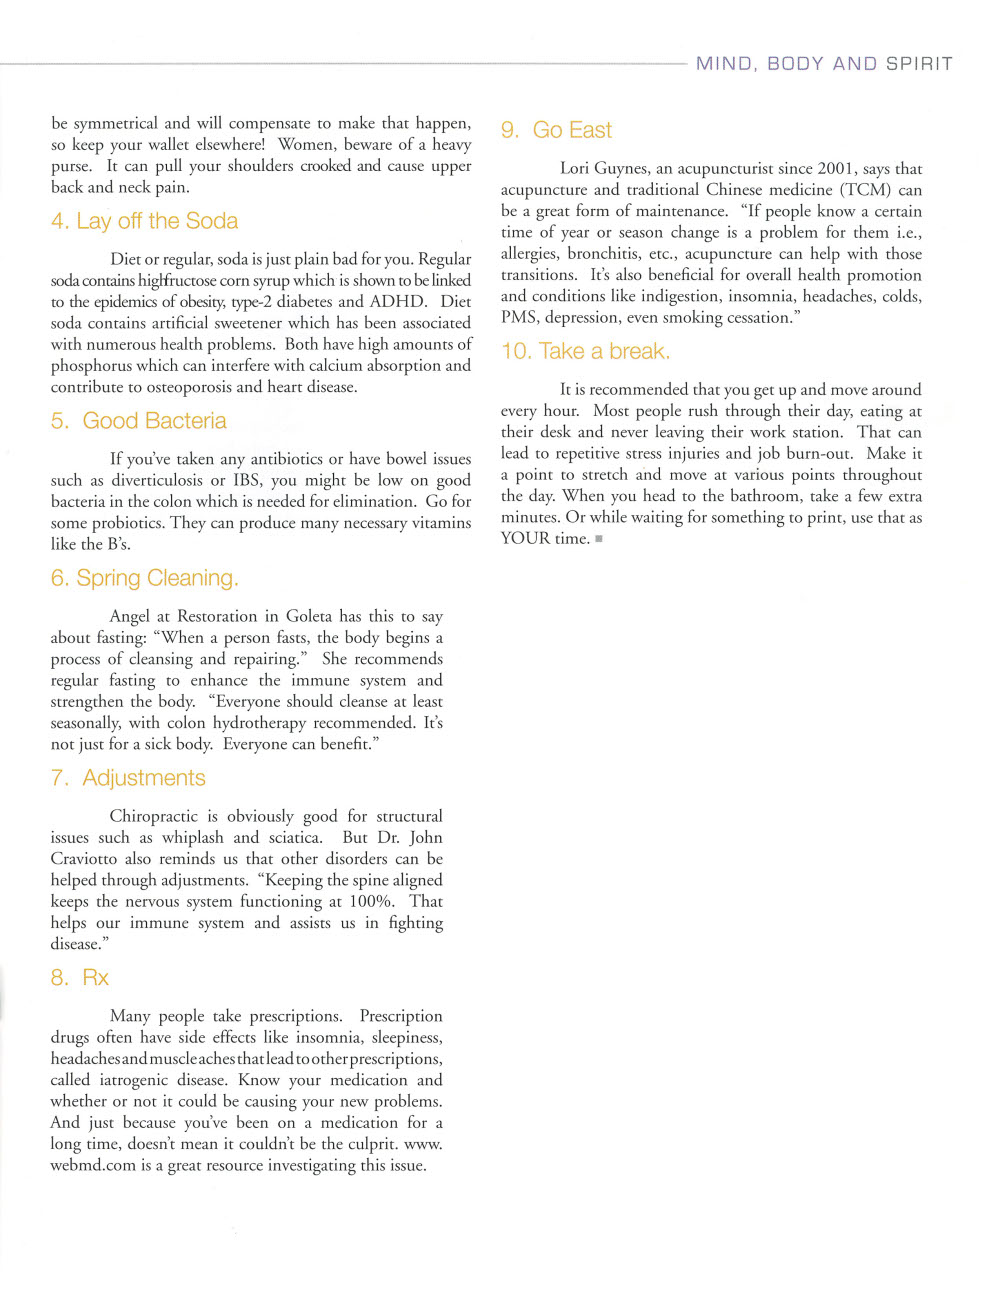 MIND, BODY AND SPIRIT
be symmetrical and will compensate to make that happen,
so keep your wallet elsewhere!  Women, beware of a heavy
purse.  It can pull your shoulders crooked and cause upper
back and neck pain.
4. Lay off the Soda
Diet or regular, soda is just plain bad for you. Regular
soda contains highfructose corn syrup which is shown to be linked
to the epidemics of obesity, type-2 diabetes and ADHD.  Diet
soda contains artificial sweetener which has been associated
with numerous health problems.  Both have high amounts of
phosphorus which can interfere with calcium absorption and
contribute to osteoporosis and heart disease.
5.  Good Bacteria
If you've taken any antibiotics or have bowel issues
such as diverticulosis or IBS, you might be low on good
bacteria in the colon which is needed for elimination.  Go for
some probiotics. They can produce many necessary vitamins
like the B's.
6. Spring Cleaning.
Angel at Restoration in Goleta has this to say
about fasting: “When a person fasts, the body begins a
process of cleansing and repairing.”  She recommends
regular fasting to enhance the immune system and
strengthen the body.  “Everyone should cleanse at least
seasonally, with colon hydrotherapy recommended. It's
not just for a sick body.  Everyone can benefit.”
7.  Adjustments
Chiropractic is obviously good for structural
issues such as whiplash and sciatica.  But Dr. John
Craviotto also reminds us that other disorders can be
helped through adjustments.  “Keeping the spine aligned
keeps the nervous system functioning at 100%.  That
helps our immune system and assists us in fighting
disease.”
8.  Rx
Many people take prescriptions.  Prescription
drugs often have side effects like insomnia, sleepiness,
headaches and muscle aches that lead to other prescriptions,
called iatrogenic disease. Know your medication and
whether or not it could be causing your new problems.
And just because you've been on a medication for a
long time, doesn't mean it couldn't be the culprit. www.
webmd.com is a great resource investigating this issue.
9.  Go East
Lori Guynes, an acupuncturist since 2001, says that
acupuncture and traditional Chinese medicine (TCM) can
be a great form of maintenance.  “If people know a certain
time of year or season change is a problem for them i.e.,
allergies, bronchitis, etc., acupuncture can help with those
transitions.  It's also beneficial for overall health promotion
and conditions like indigestion, insomnia, headaches, colds,
PMS, depression, even smoking cessation.”
10. Take a break.
It is recommended that you get up and move around
every hour.  Most people rush through their day, eating at
their desk and never leaving their work station.  That can
lead to repetitive stress injuries and job burn-out.  Make it
a point to stretch and move at various points throughout
the day. When you head to the bathroom, take a few extra
minutes. Or while waiting for something to print, use that as
YOUR time. ■